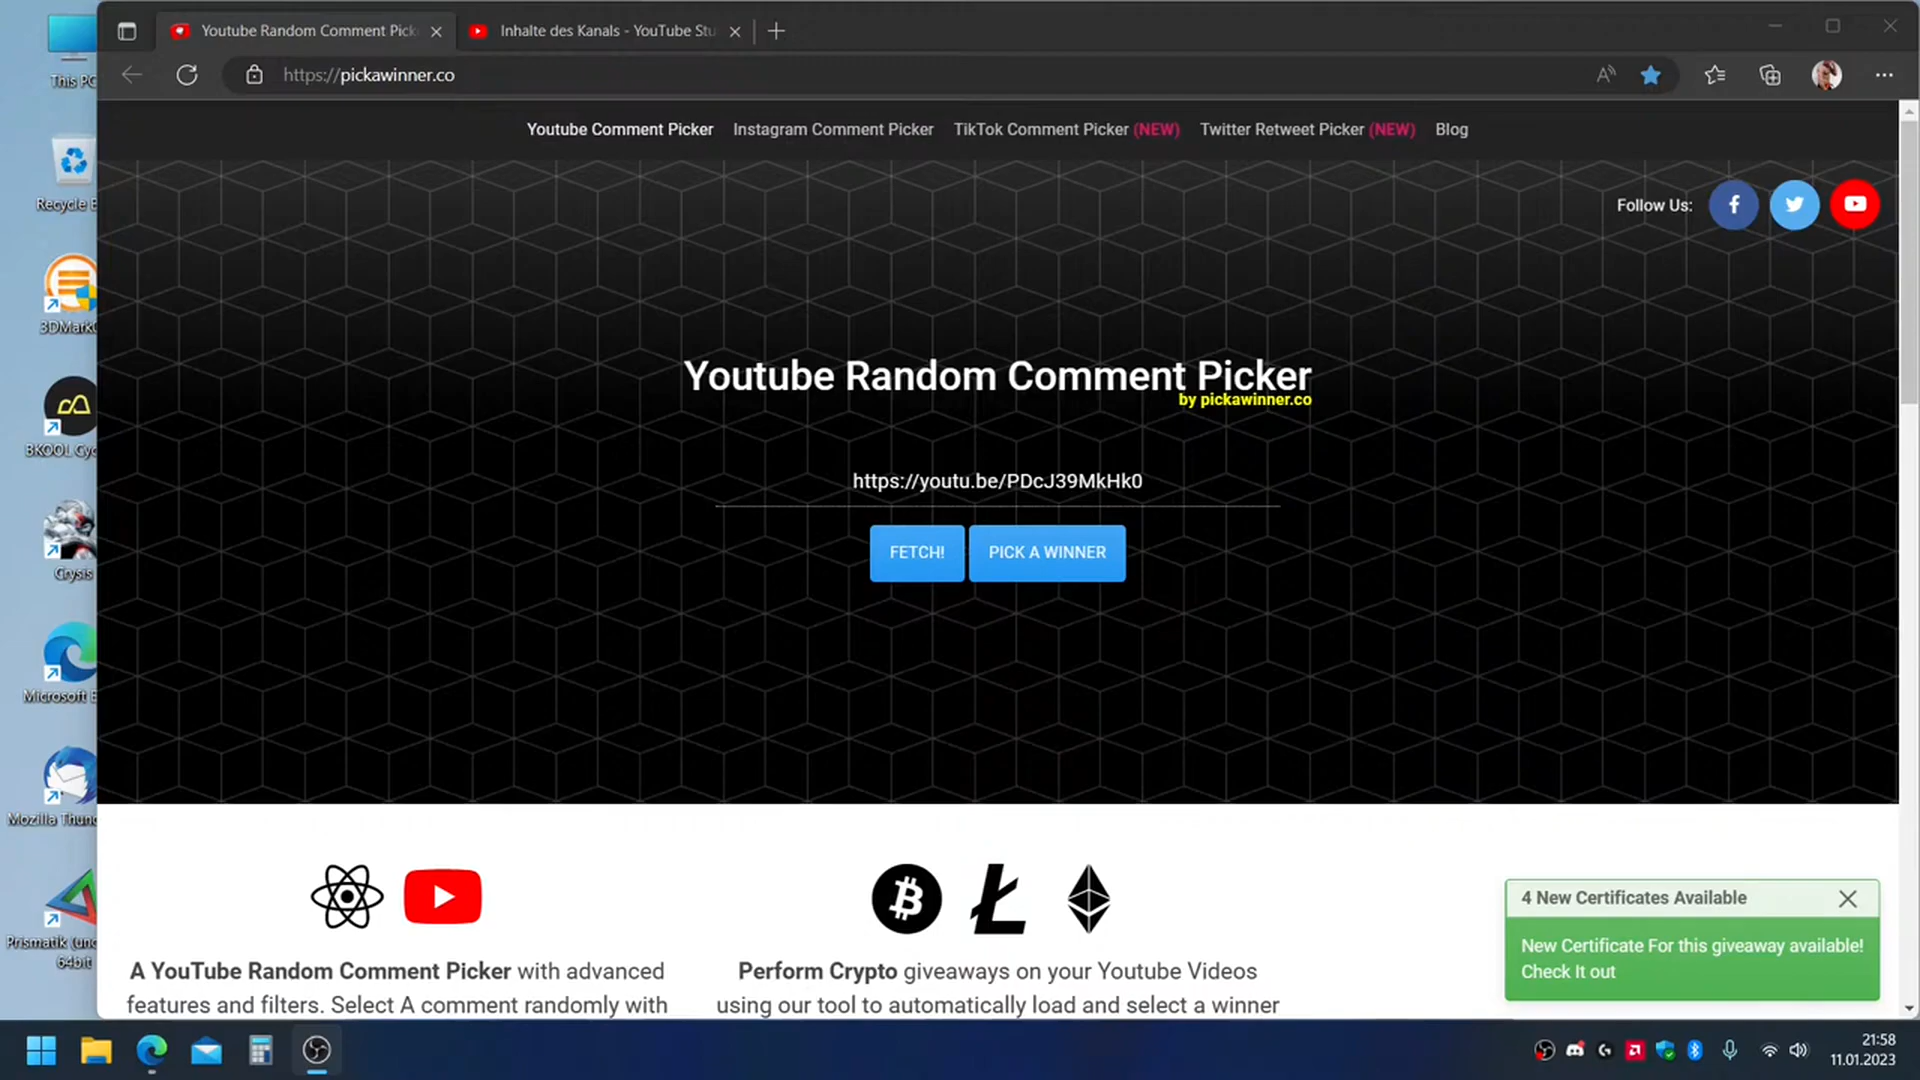 Youtube Random Comment Pick
Inhalte des Kanals - YouTube Stu
https://pickawinner.co
Youtube Comment Picker
Instagram Comment Picker
TikTok Comment Picker (NEW)
Twitter Retweet Picker (NEW)
Blog
Follow Us:
Youtube Random Comment Picker
by pickawinner.co
https://youtu.be/PDcJ39MkHk0
FETCH!
PICK A WINNER
A YouTube Random Comment Picker with advanced
features and filters. Select A comment randomly with
Perform Crypto giveaways on your Youtube Videos
using our tool to automatically load and select a winner
4 New Certificates Available
New Certificate For this giveaway available!
Check It out
This PC
Recycle B
3DMark
BKOOL Cyc
Crysis
Microsoft E
Mozilla Thun
Prismatik (un
64bit
21:58
11.01.2023